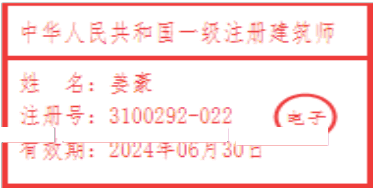 中华人民共和国一级注册建筑师
姓 名：姜豪
注册号：3100292-022
电子
有效期：2024年06月30日